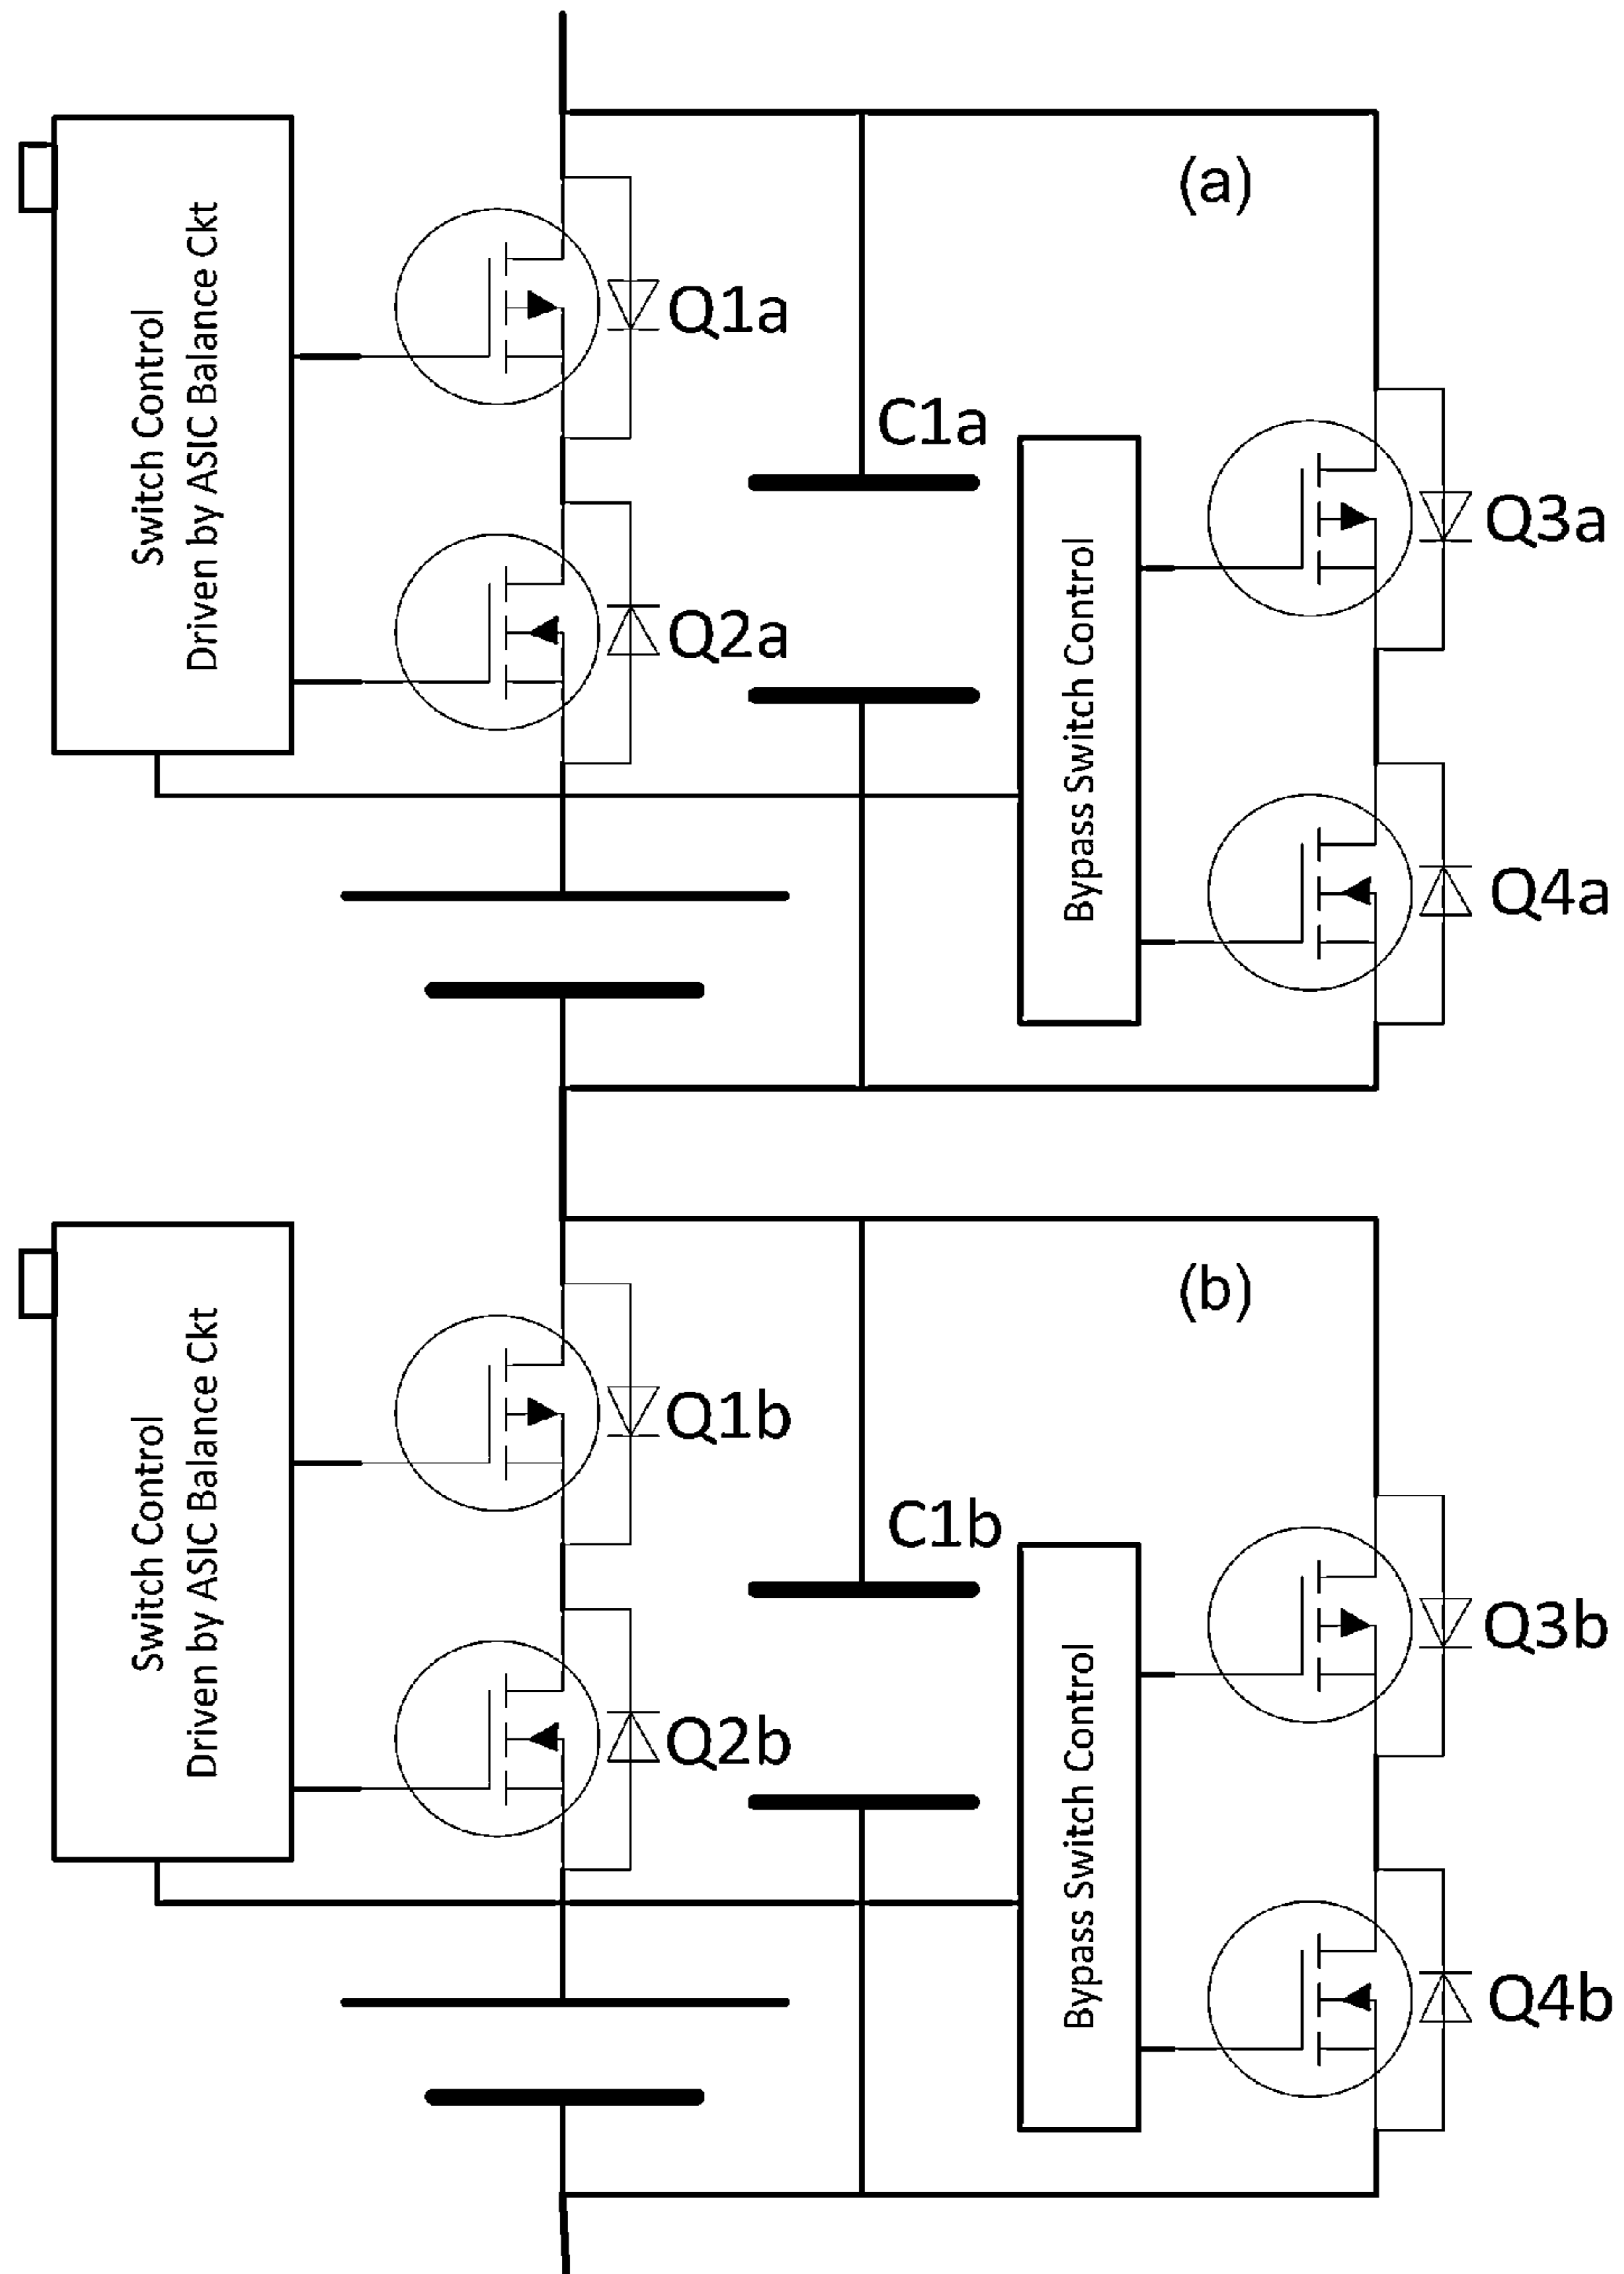 (a)
Switch Control
Driven by ASIC Balance Ckt
Q1a
C1a
Q3a
Q2a
Bypass Switch Control
Q4a
(b)
Switch Control
Driven by ASIC Balance Ckt
Q1b
C1b
Q3b
Q2b
Bypass Switch Control
Q4b